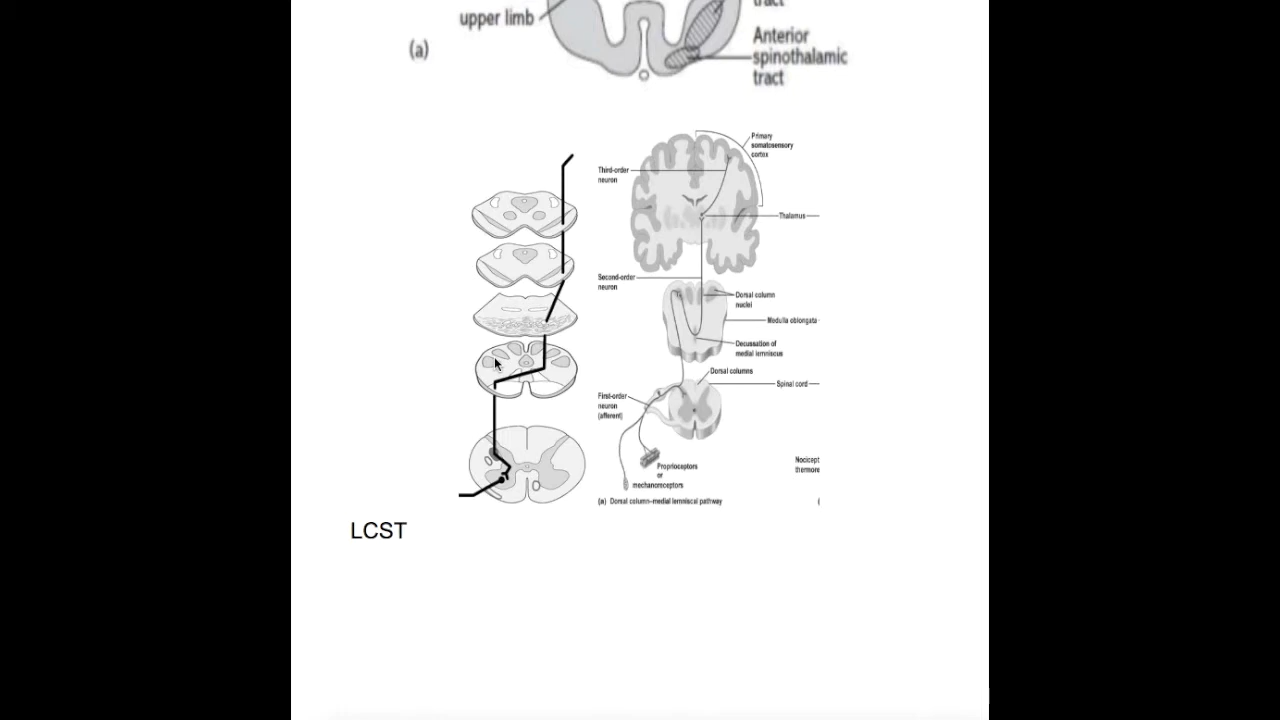 upper limb
tract
(a)
Anterior
spinothalamic
tract
Primary
somatosensory
cortex
Third-order
neuron
Thalamus
Second-order
neuron
Dorsal column
nuclei
Medulla oblongata
Decussation of
medial lemniscus
Dorsal columns
Spinal cord
First-order
neuron
(afferent)
Proprioceptors
or
mechanoreceptors
Nocicept
thermore
(a) Dorsal column–medial lemniscal pathway
(
LCST